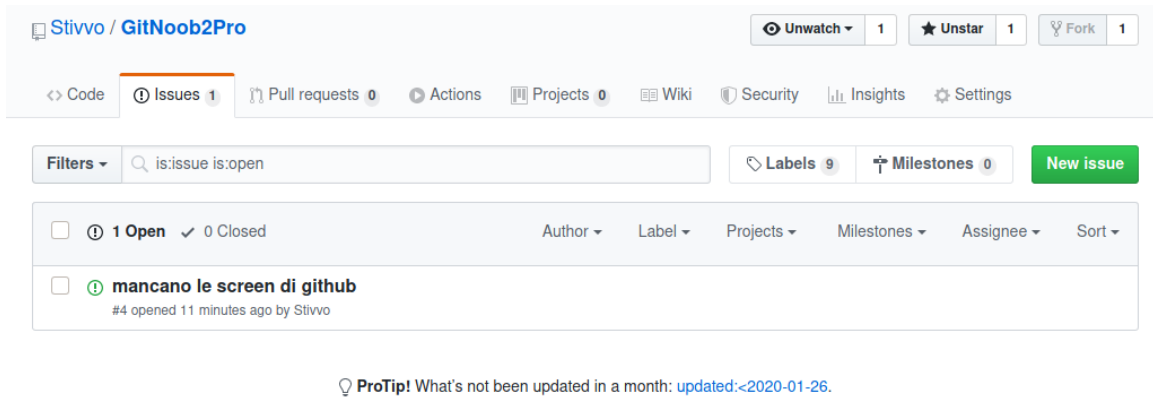 Stivvo / GitNoob2Pro Unwatch 1 Unstar 1 Fork 1
Code Issues 1 Pull requests 0 Actions Projects 0 Wiki Security Insights Settings
Filters is:issue is:open Labels 9 Milestones 0 New issue
1 Open 0 Closed Author Label Projects Milestones Assignee Sort
mancano le screen di github
#4 opened 11 minutes ago by Stivvo
ProTip! What's not been updated in a month: updated:<2020-01-26.